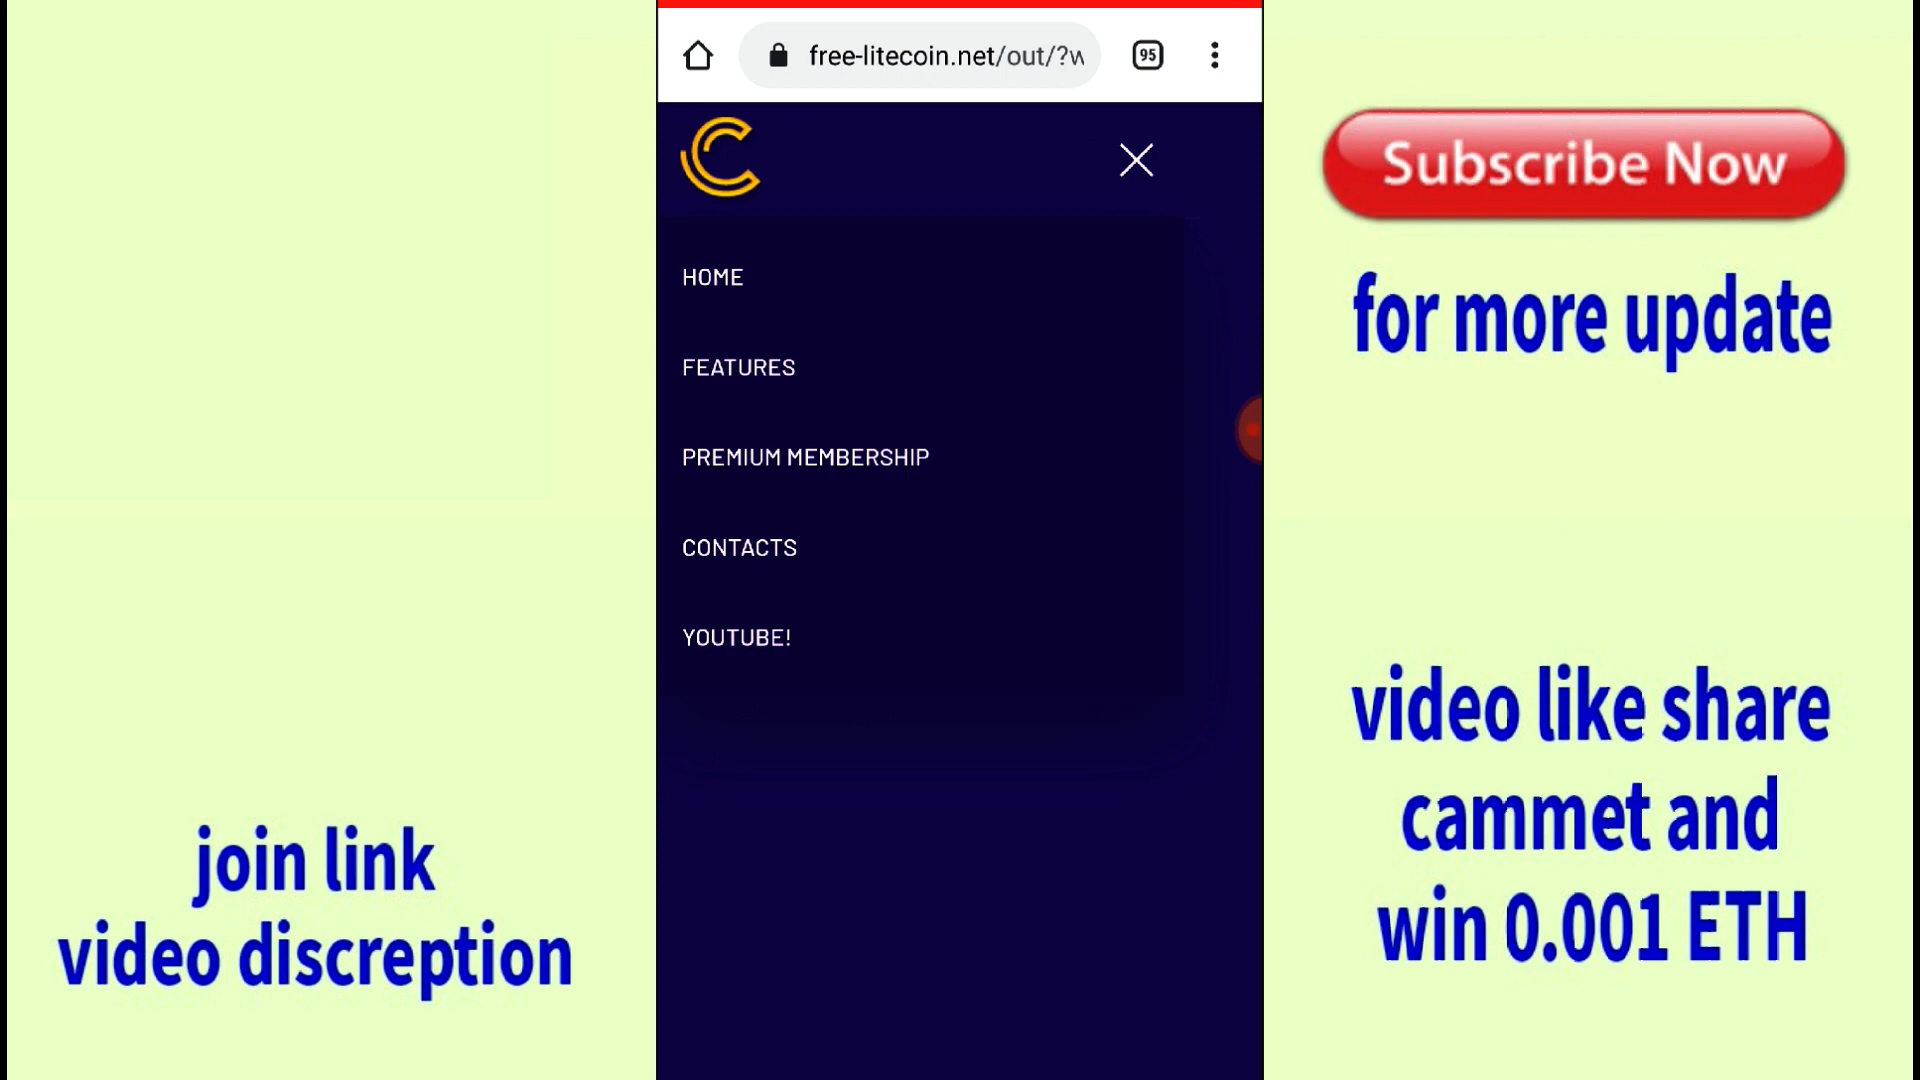 free-litecoin.net/out/?w
95
HOME
FEATURES
PREMIUM MEMBERSHIP
CONTACTS
YOUTUBE!
join link
video discreption
Subscribe Now
for more update
video like share
cammet and
win 0.001 ETH